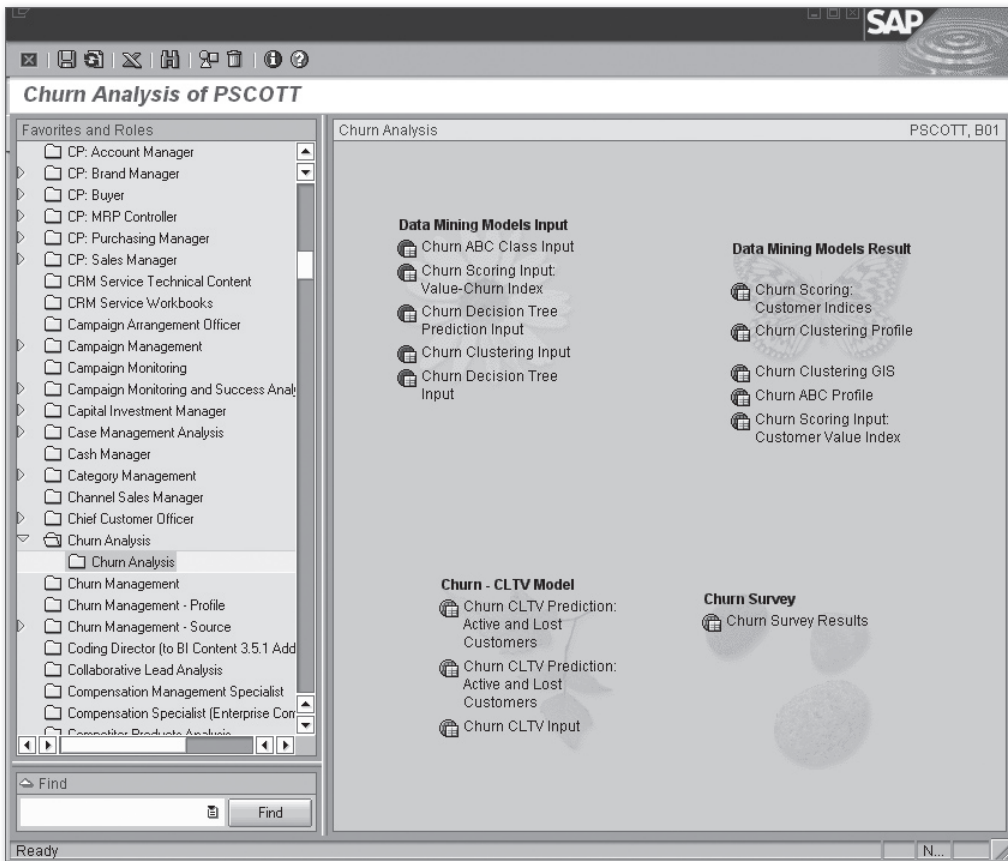 SAP
Churn Analysis of PSCOTT
Favorites and Roles
CP: Account Manager
CP: Brand Manager
CP: Buyer
CP: MRP Controller
CP: Purchasing Manager
CP: Sales Manager
CRM Service Technical Content
CRM Service Workbooks
Campaign Arrangement Officer
Campaign Management
Campaign Monitoring
Campaign Monitoring and Success Analy
Capital Investment Manager
Case Management Analysis
Cash Manager
Category Management
Channel Sales Manager
Chief Customer Officer
Churn Analysis
Churn Analysis
Churn Management
Churn Management - Profile
Churn Management - Source
Coding Director (to BI Content 3.5.1 Add
Collaborative Lead Analysis
Compensation Management Specialist
Compensation Specialist (Enterprise Com
Competitor Products Analysis
Find
Find
Churn Analysis
PSCOTT, B01
Data Mining Models Input
Churn ABC Class Input
Churn Scoring Input:
Value-Churn Index
Churn Decision Tree
Prediction Input
Churn Clustering Input
Churn Decision Tree
Input
Data Mining Models Result
Churn Scoring:
Customer Indices
Churn Clustering Profile
Churn Clustering GIS
Churn ABC Profile
Churn Scoring Input:
Customer Value Index
Churn - CLTV Model
Churn CLTV Prediction:
Active and Lost
Customers
Churn CLTV Prediction:
Active and Lost
Customers
Churn CLTV Input
Churn Survey
Churn Survey Results
Ready
N...